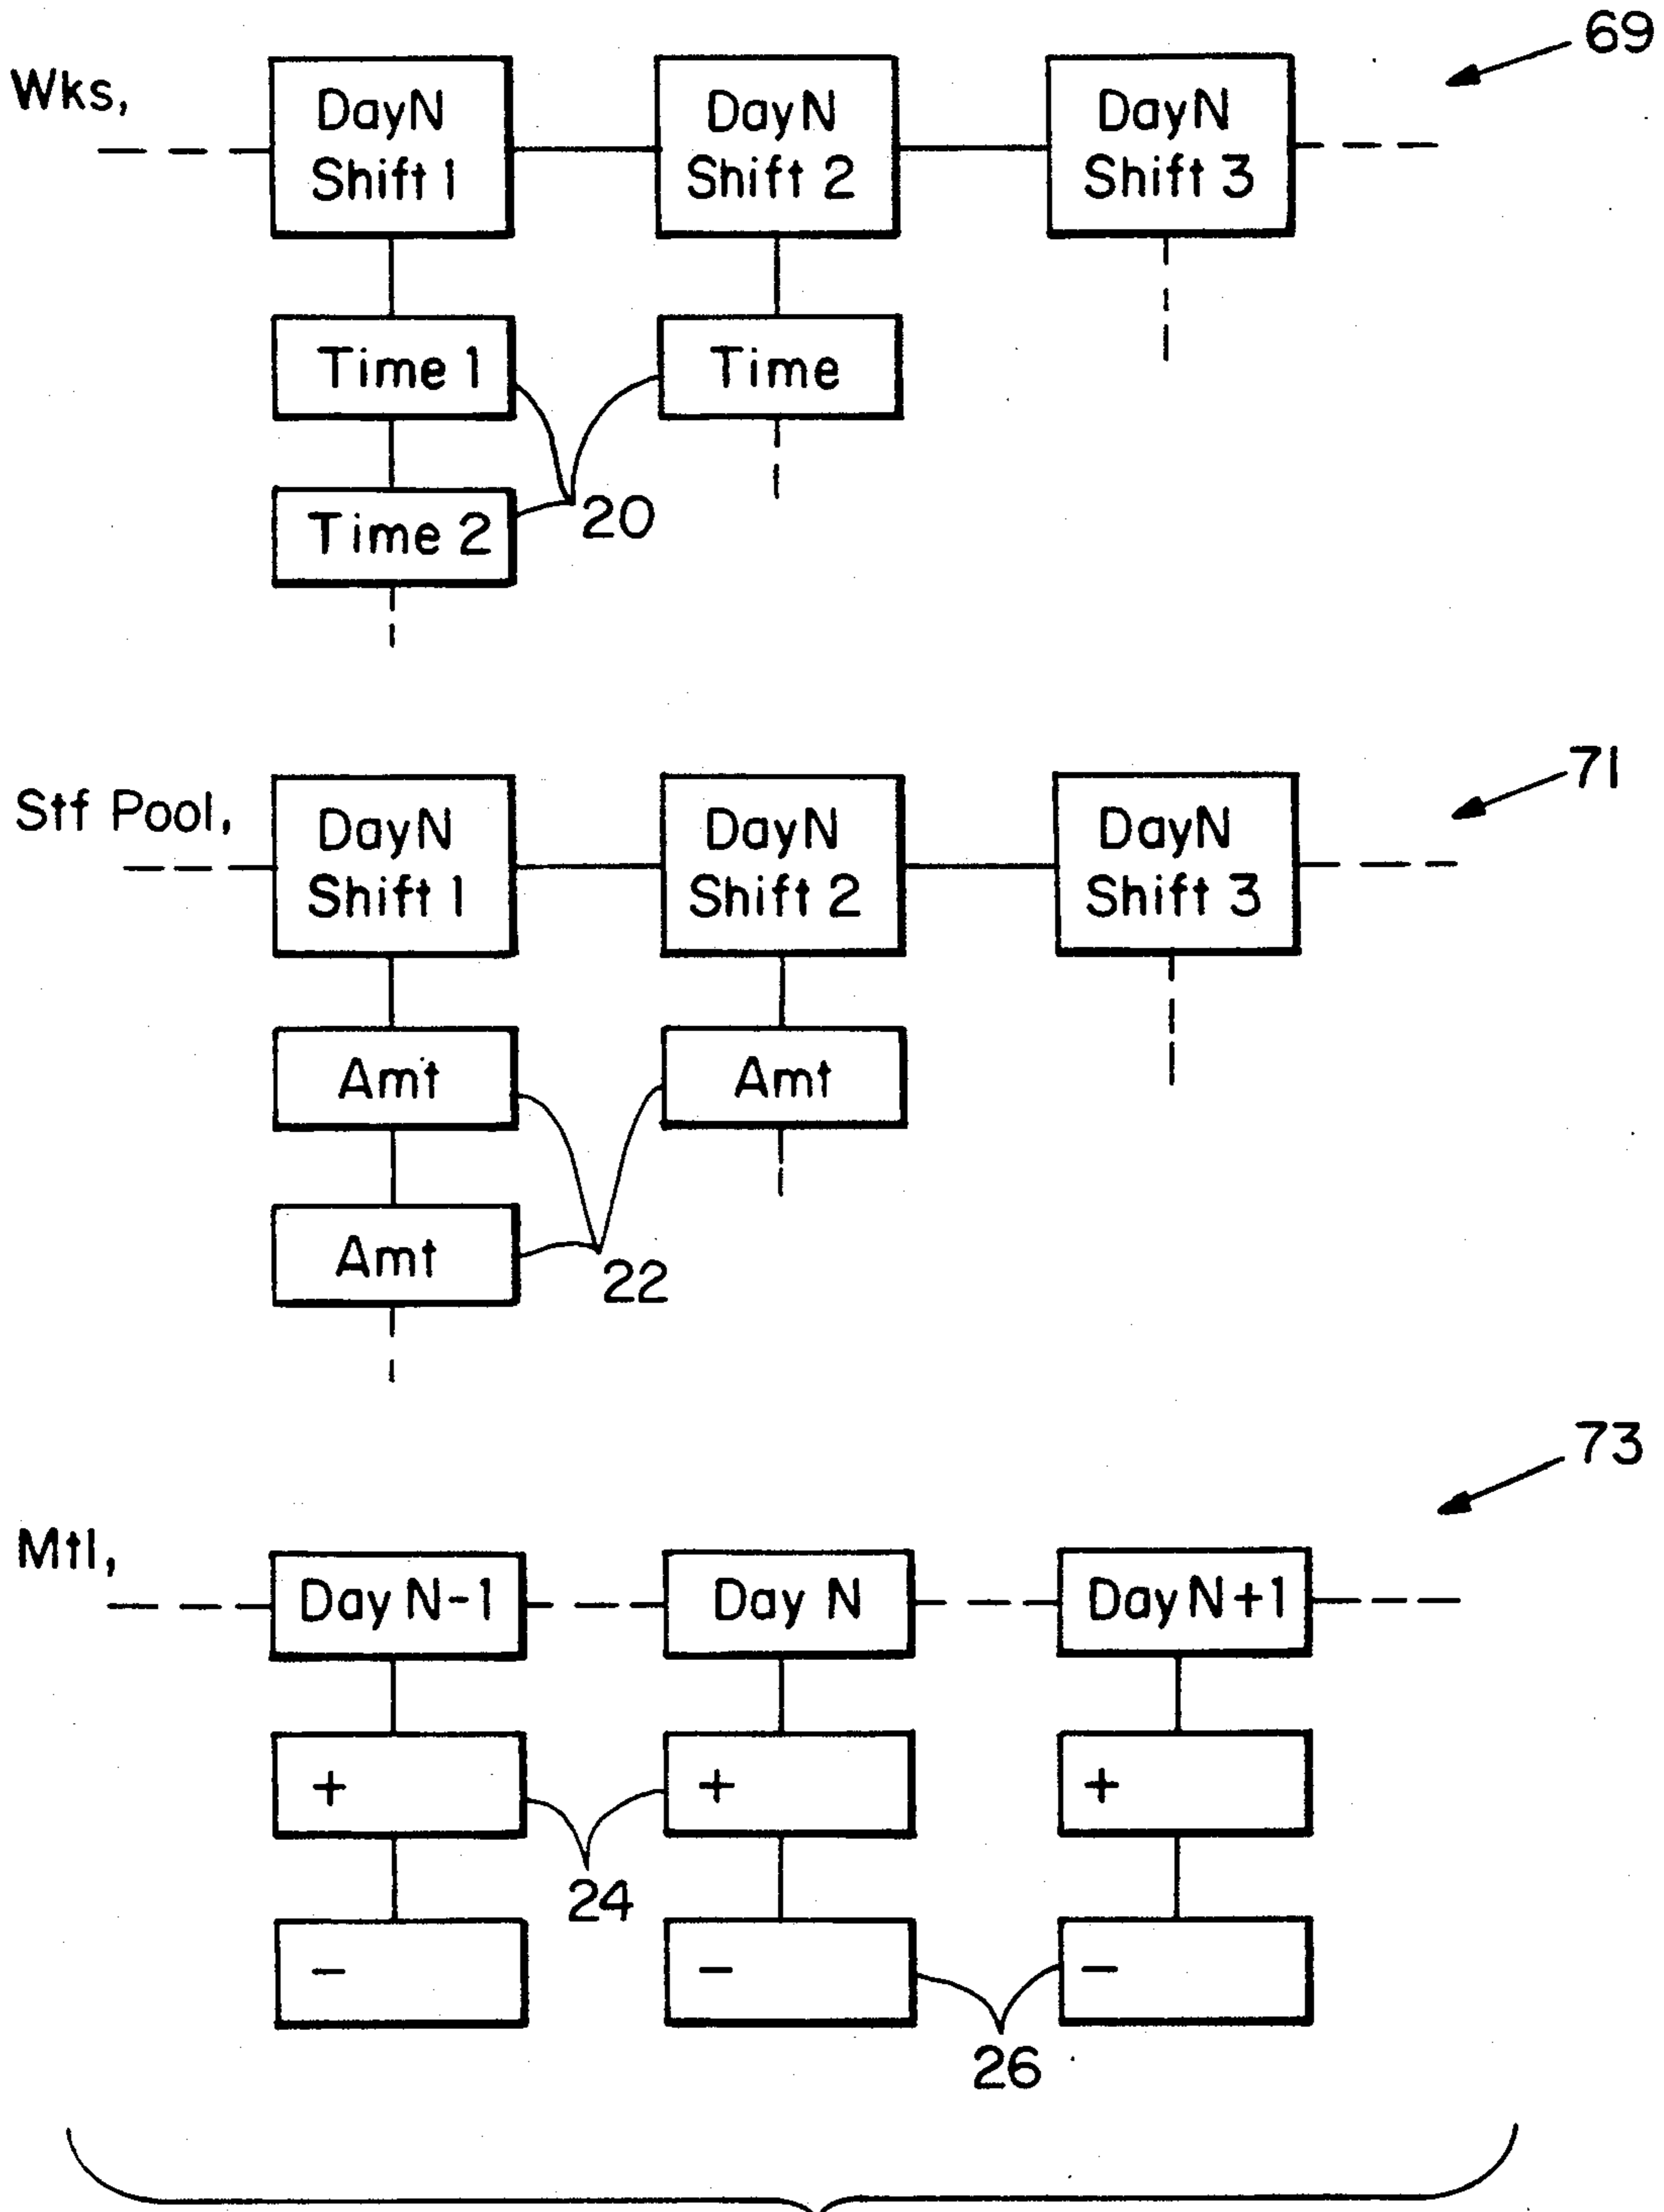 69
Wks,
DayN
Shift 1
DayN
Shift 2
DayN
Shift 3
Time 1
Time
Time 2
20
71
Stf Pool,
DayN
Shift 1
DayN
Shift 2
DayN
Shift 3
Amt
Amt
Amt
22
73
Mtl,
Day N-1
Day N
Day N+1
+
+
+
24
-
-
-
26